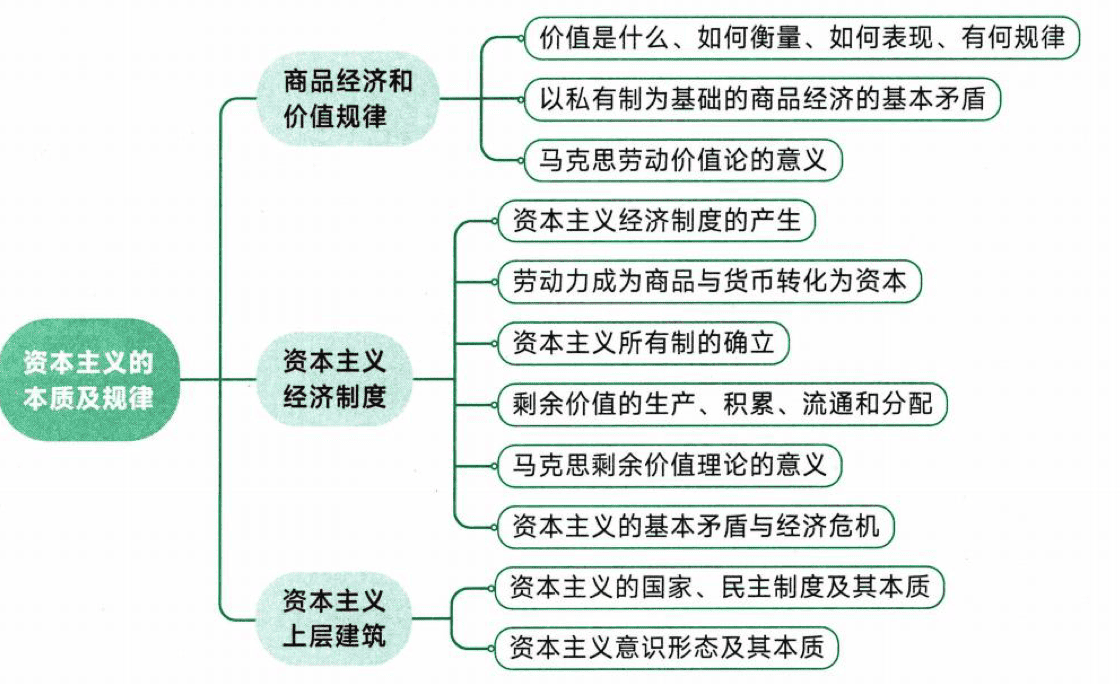 价值是什么、如何衡量、如何表现、有何规律
商品经济和
价值规律
以私有制为基础的商品经济的基本矛盾
马克思劳动价值论的意义
资本主义经济制度的产生
劳动力成为商品与货币转化为资本
资本主义的
本质及规律
资本主义
经济制度
资本主义所有制的确立
剩余价值的生产、积累、流通和分配
马克思剩余价值理论的意义
资本主义的基本矛盾与经济危机
资本主义
上层建筑
资本主义的国家、民主制度及其本质
资本主义意识形态及其本质